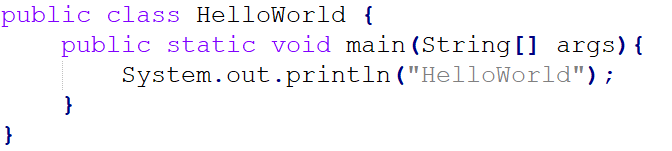 public class HelloWorld {
    public static void main(String[] args){
        System.out.println("HelloWorld");
    }
}